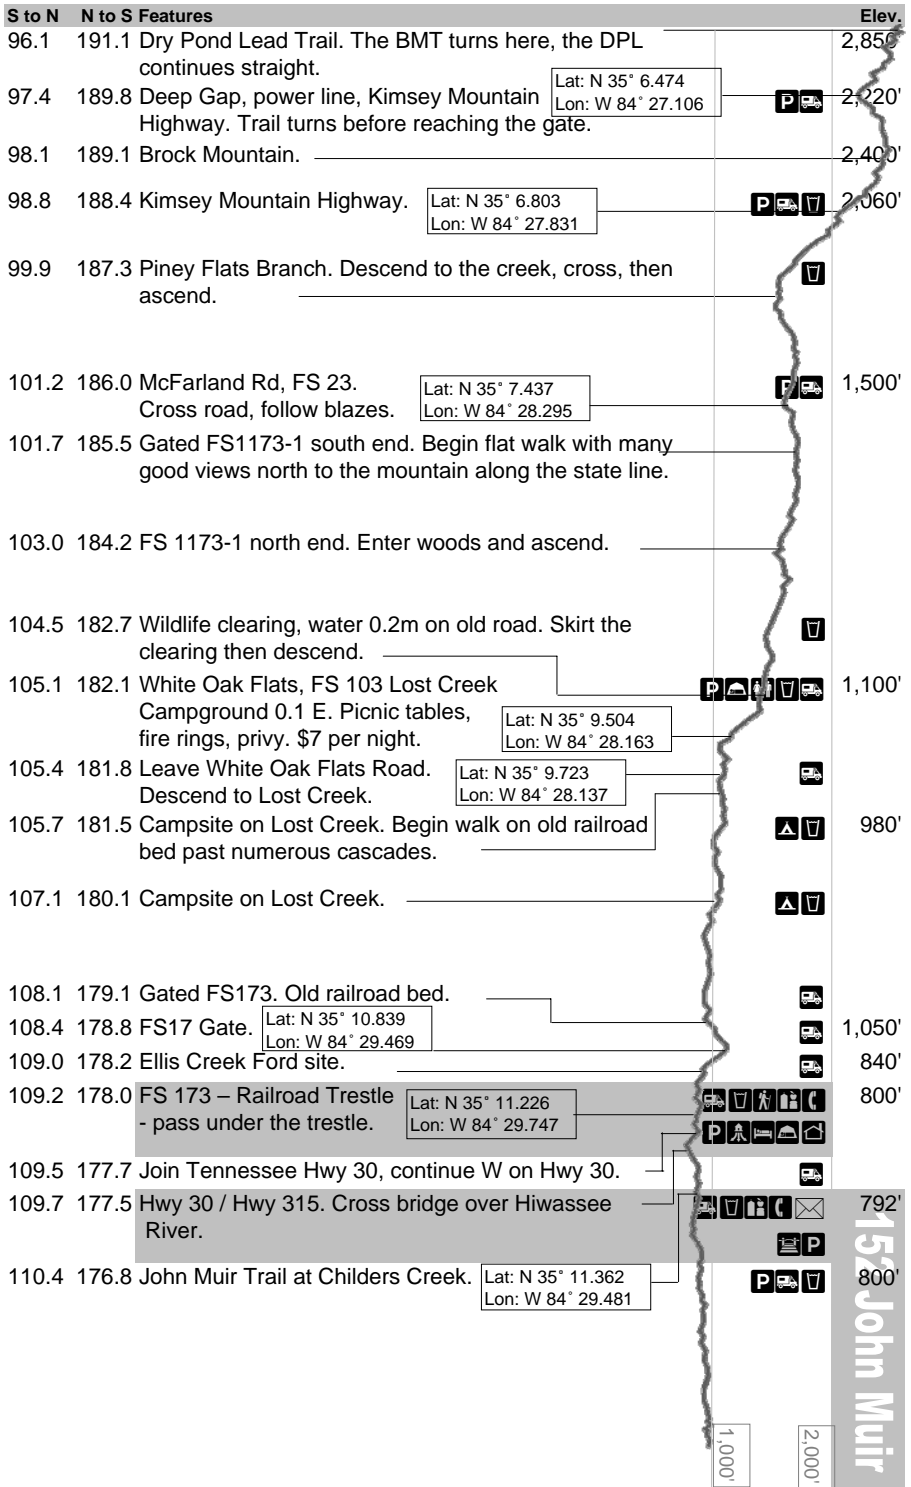 S to N N to S Features Elev.
96.1 191.1 Dry Pond Lead Trail. The BMT turns here, the DPL 2,850'
continues straight.
Lat: N 35° 6.474
Lon: W 84° 27.106
97.4 189.8 Deep Gap, power line, Kimsey Mountain P 2,220'
Highway. Trail turns before reaching the gate.
98.1 189.1 Brock Mountain. 2,400'
98.8 188.4 Kimsey Mountain Highway. P 2,060'
Lat: N 35° 6.803
Lon: W 84° 27.831
99.9 187.3 Piney Flats Branch. Descend to the creek, cross, then
ascend.
101.2 186.0 McFarland Rd, FS 23. P 1,500'
Cross road, follow blazes.
Lat: N 35° 7.437
Lon: W 84° 28.295
101.7 185.5 Gated FS1173-1 south end. Begin flat walk with many
good views north to the mountain along the state line.
103.0 184.2 FS 1173-1 north end. Enter woods and ascend.
104.5 182.7 Wildlife clearing, water 0.2m on old road. Skirt the
clearing then descend.
105.1 182.1 White Oak Flats, FS 103 Lost Creek P 1,100'
Campground 0.1 E. Picnic tables,
fire rings, privy. $7 per night.
Lat: N 35° 9.504
Lon: W 84° 28.163
105.4 181.8 Leave White Oak Flats Road.
Descend to Lost Creek.
Lat: N 35° 9.723
Lon: W 84° 28.137
105.7 181.5 Campsite on Lost Creek. Begin walk on old railroad 980'
bed past numerous cascades.
107.1 180.1 Campsite on Lost Creek.
108.1 179.1 Gated FS173. Old railroad bed.
108.4 178.8 FS17 Gate. 1,050'
Lat: N 35° 10.839
Lon: W 84° 29.469
109.0 178.2 Ellis Creek Ford site. 840'
109.2 178.0 FS 173 – Railroad Trestle 800'
- pass under the trestle. P
Lat: N 35° 11.226
Lon: W 84° 29.747
109.5 177.7 Join Tennessee Hwy 30, continue W on Hwy 30.
109.7 177.5 Hwy 30 / Hwy 315. Cross bridge over Hiwassee 792'
River. P
110.4 176.8 John Muir Trail at Childers Creek. P 800'
Lat: N 35° 11.362
Lon: W 84° 29.481
152 John Muir
1,000'
2,000'